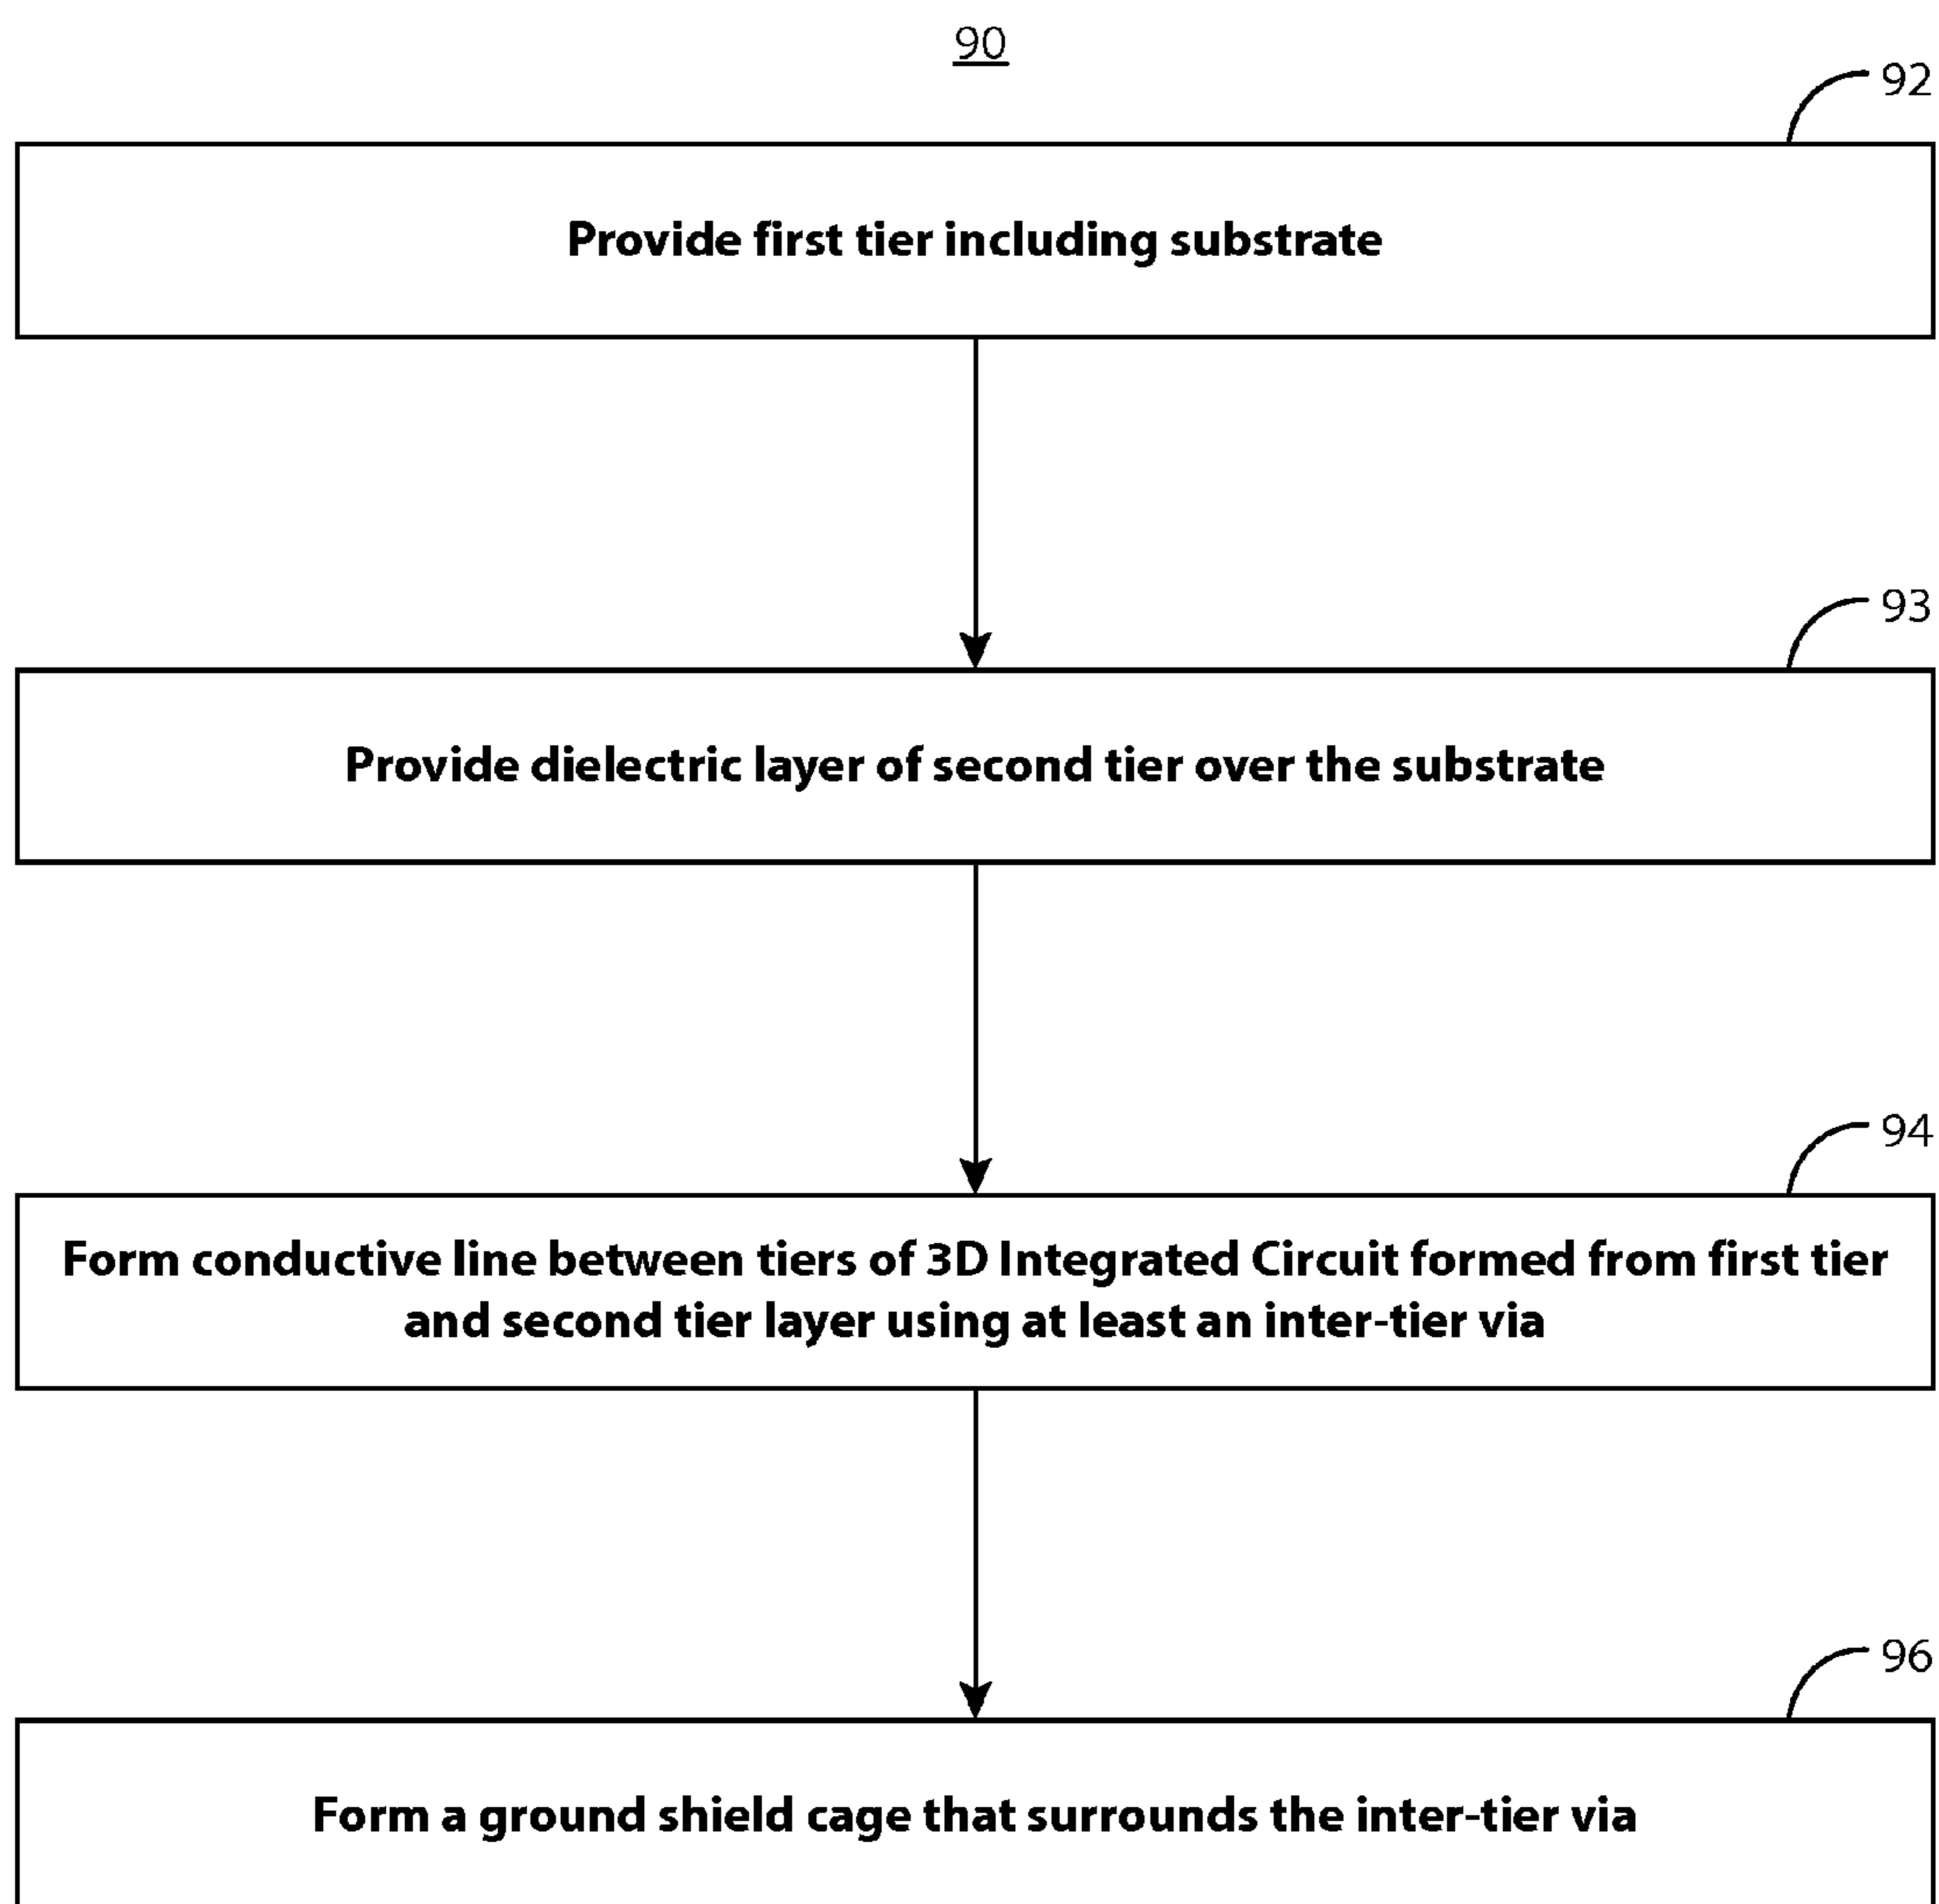 90
92
Provide first tier including substrate
93
Provide dielectric layer of second tier over the substrate
94
Form conductive line between tiers of 3D Integrated Circuit formed from first tier
and second tier layer using at least an inter-tier via
96
Form a ground shield cage that surrounds the inter-tier via